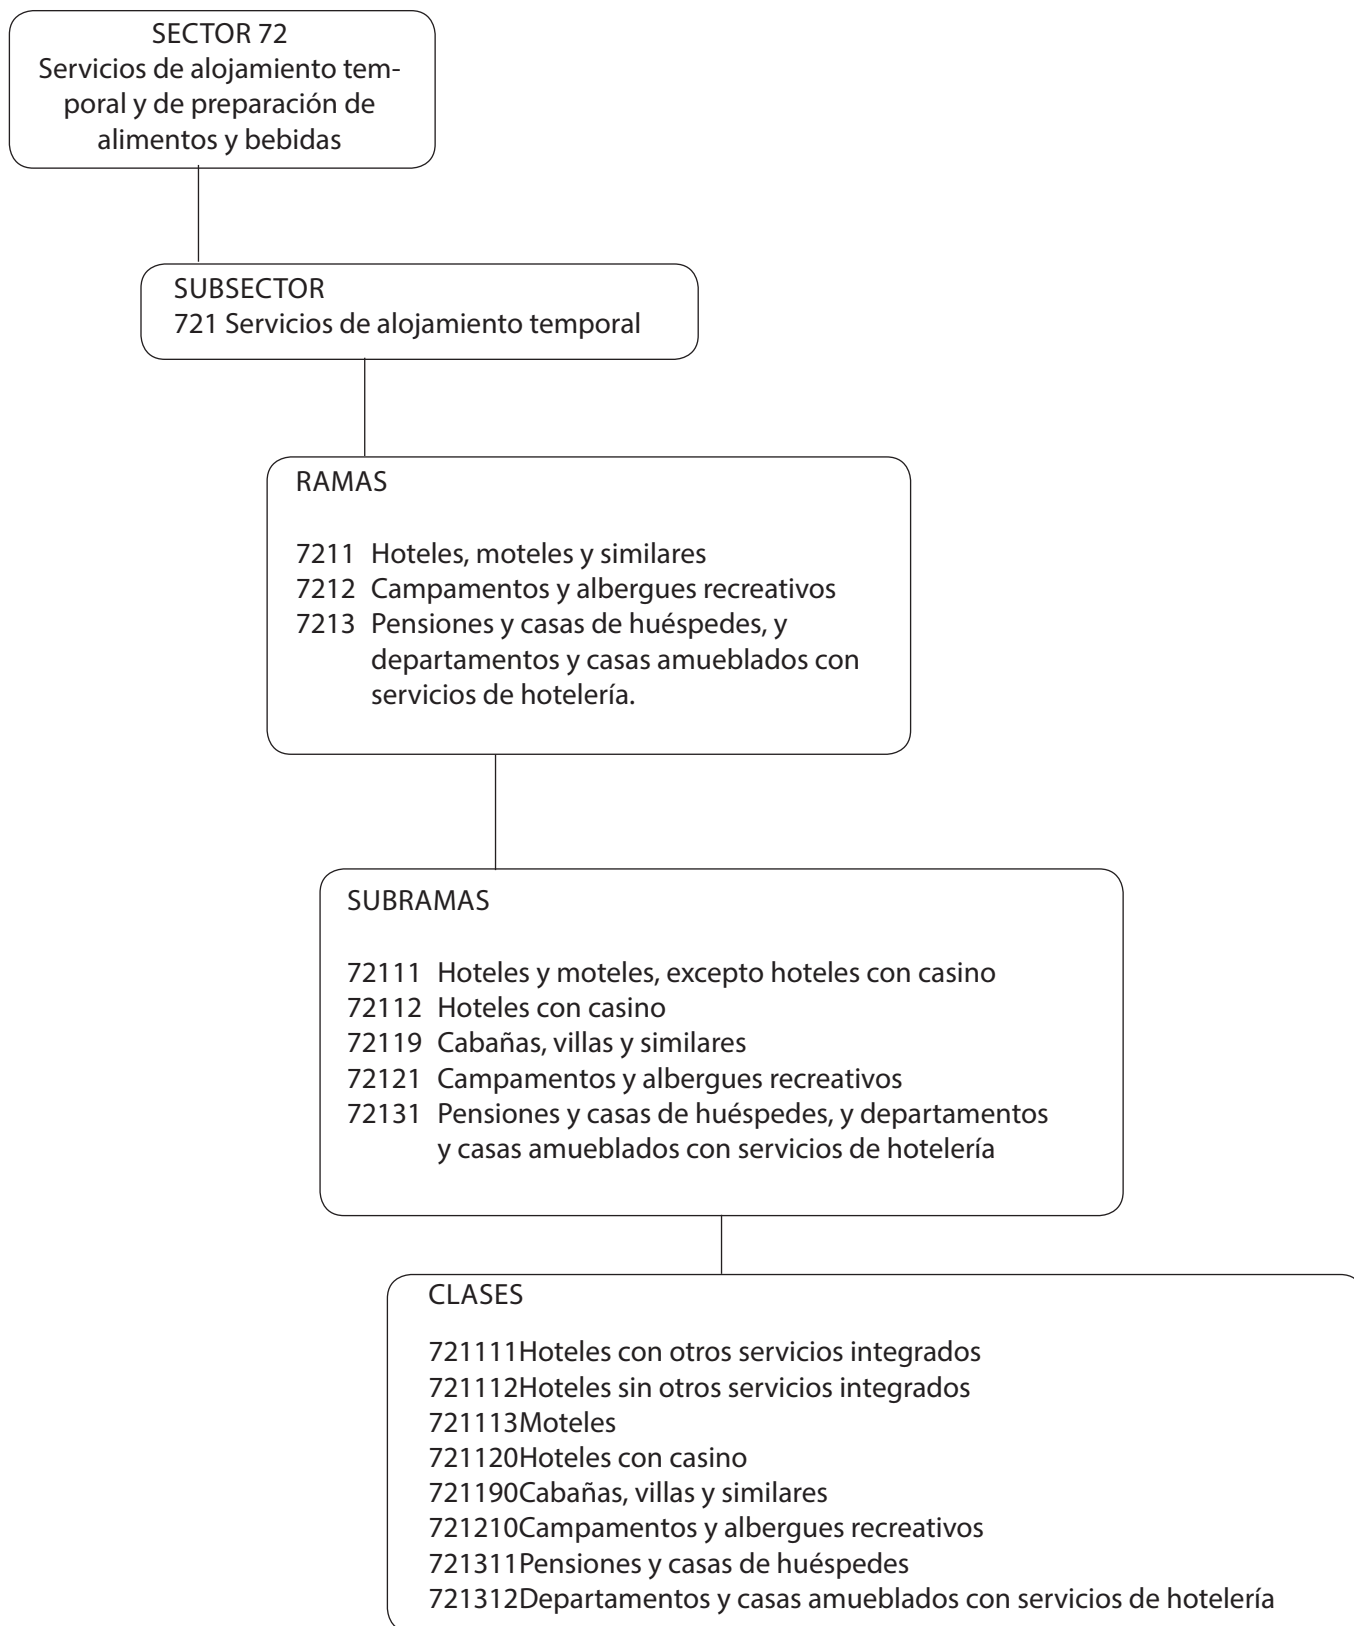 SECTOR 72
Servicios de alojamiento tem-
poral y de preparación de
alimentos y bebidas
SUBSECTOR
721 Servicios de alojamiento temporal
RAMAS
7211 Hoteles, moteles y similares
7212 Campamentos y albergues recreativos
7213 Pensiones y casas de huéspedes, y
departamentos y casas amueblados con
servicios de hotelería.
SUBRAMAS
72111 Hoteles y moteles, excepto hoteles con casino
72112 Hoteles con casino
72119 Cabañas, villas y similares
72121 Campamentos y albergues recreativos
72131 Pensiones y casas de huéspedes, y departamentos
y casas amueblados con servicios de hotelería
CLASES
721111Hoteles con otros servicios integrados
721112Hoteles sin otros servicios integrados
721113Moteles
721120Hoteles con casino
721190Cabañas, villas y similares
721210Campamentos y albergues recreativos
721311Pensiones y casas de huéspedes
721312Departamentos y casas amueblados con servicios de hotelería